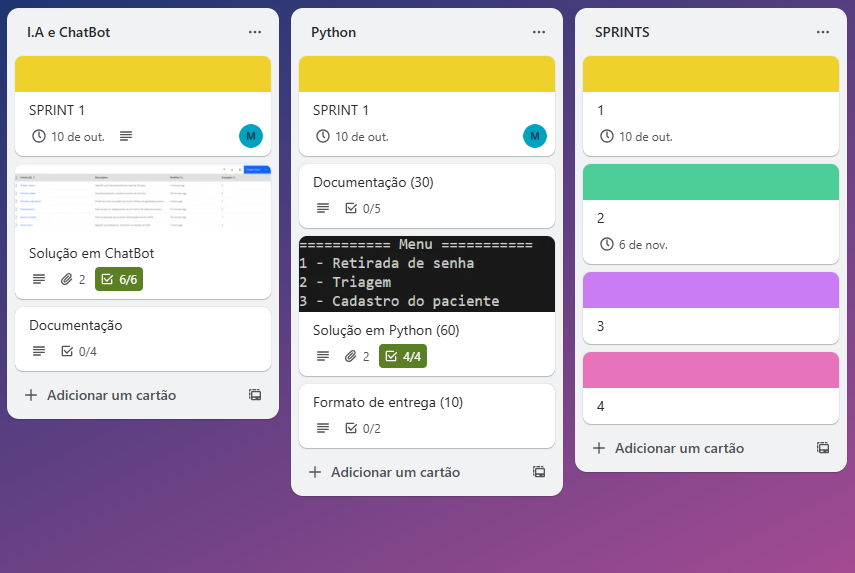 I.A e ChatBot
SPRINT 1
10 de out.
M
Solução em ChatBot
2
6/6
Documentação
0/4
Adicionar um cartão
Python
SPRINT 1
10 de out.
M
Documentação (30)
0/5
=========== Menu ===========
1 - Retirada de senha
2 - Triagem
3 - Cadastro do paciente
Solução em Python (60)
2
4/4
Formato de entrega (10)
0/2
Adicionar um cartão
SPRINTS
1
10 de out.
2
6 de nov.
3
4
Adicionar um cartão